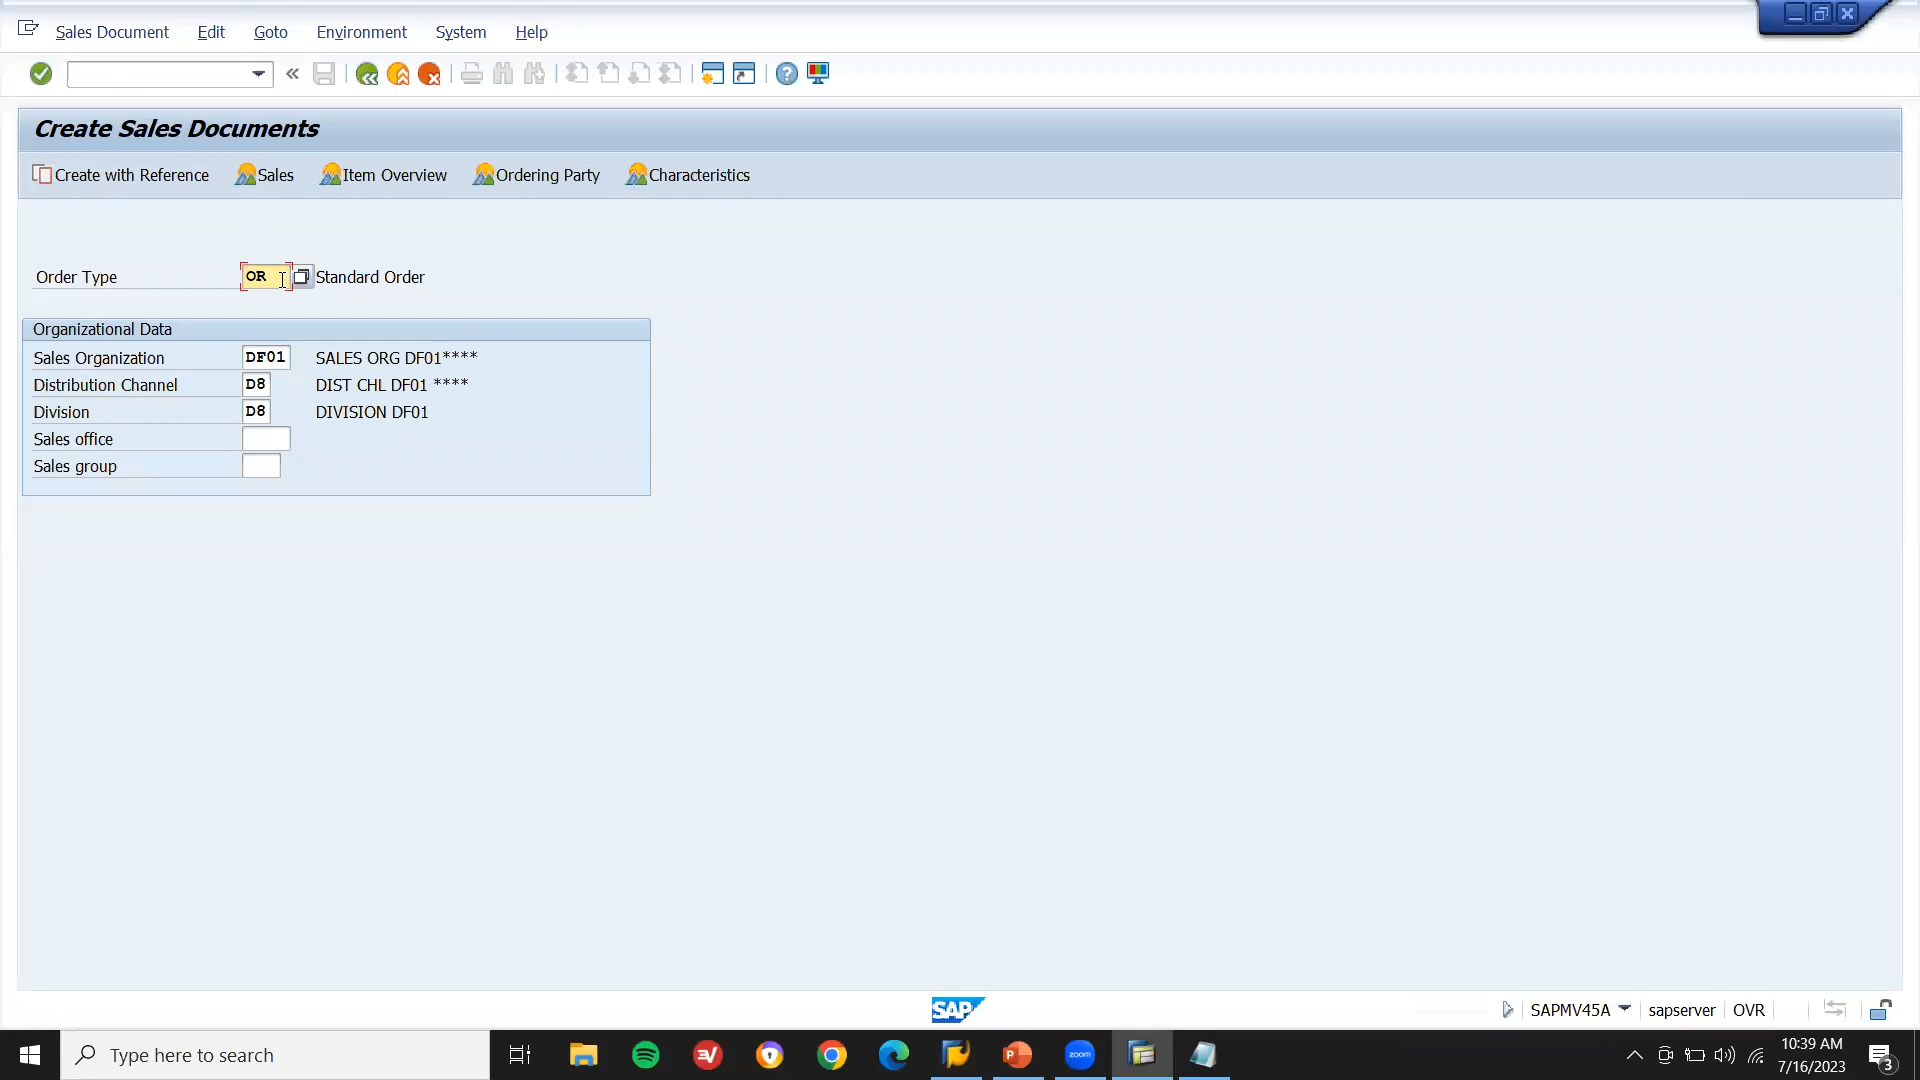 Sales Document Edit Goto Environment System Help
Create Sales Documents
Create with Reference Sales Item Overview Ordering Party Characteristics
Order Type OR Standard Order
Organizational Data
Sales Organization DF01 SALES ORG DF01****
Distribution Channel D8 DIST CHL DF01 ****
Division D8 DIVISION DF01
Sales office
Sales group
SAP SAPMV45A sapserver OVR
Type here to search
P zoom
10:39 AM
7/16/2023
3